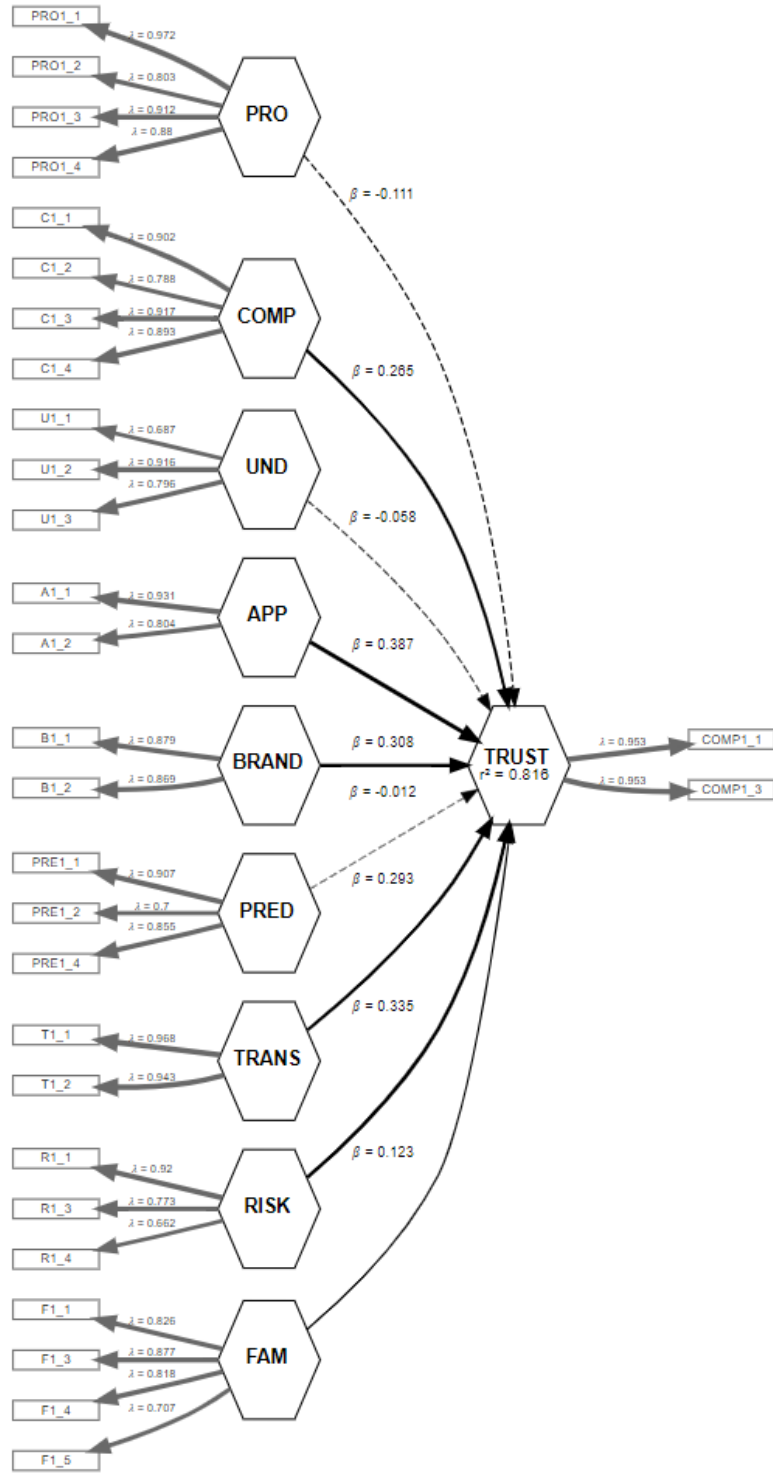 PRO1_1
λ = 0.972
PRO1_2
λ = 0.803
PRO1_3
λ = 0.912
λ = 0.88
PRO1_4
PRO
β = -0.111
C1_1
λ = 0.902
C1_2
λ = 0.788
C1_3
λ = 0.917
λ = 0.893
C1_4
COMP
β = 0.265
U1_1
λ = 0.687
U1_2
λ = 0.916
λ = 0.796
U1_3
UND
β = -0.058
A1_1
λ = 0.931
λ = 0.804
A1_2
APP
β = 0.387
B1_1
λ = 0.879
λ = 0.869
B1_2
BRAND
β = 0.308
β = -0.012
TRUST
r² = 0.816
λ = 0.953
COMP1_1
λ = 0.953
COMP1_3
PRE1_1
λ = 0.907
PRE1_2
λ = 0.7
λ = 0.855
PRE1_4
PRED
β = 0.293
T1_1
λ = 0.968
λ = 0.943
T1_2
TRANS
β = 0.335
R1_1
λ = 0.92
R1_3
λ = 0.773
λ = 0.662
R1_4
RISK
β = 0.123
F1_1
λ = 0.826
F1_3
λ = 0.877
λ = 0.818
F1_4
λ = 0.707
F1_5
FAM